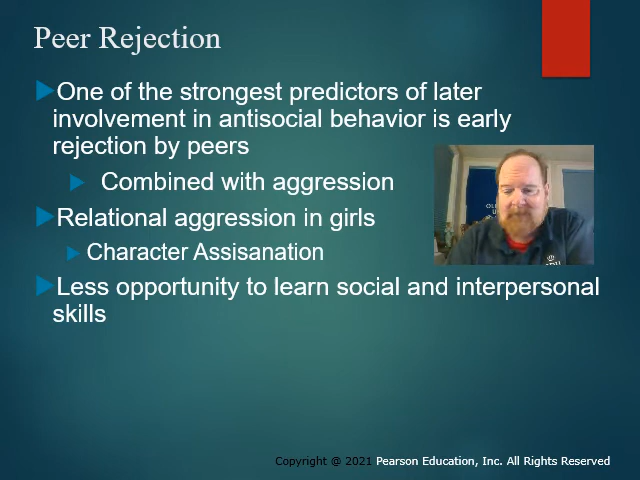 Peer Rejection
One of the strongest predictors of later
involvement in antisocial behavior is early
rejection by peers
Combined with aggression
Relational aggression in girls
Character Assisanation
Less opportunity to learn social and interpersonal
skills
Copyright @ 2021 Pearson Education, Inc. All Rights Reserved